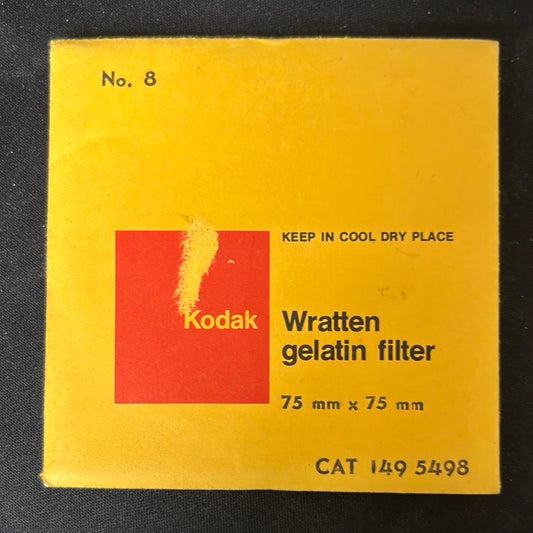 No. 8
KEEP IN COOL DRY PLACE
Kodak
Wratten
gelatin filter
75 mm x 75 mm
CAT 149 5498